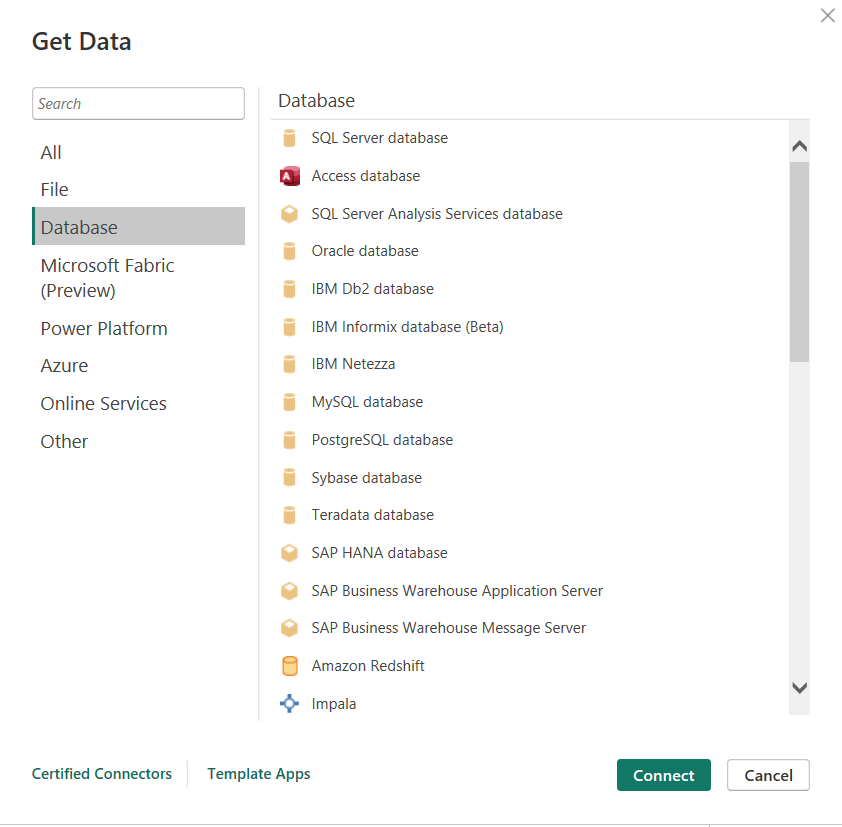 Get Data
Search
All
File
Database
Microsoft Fabric
(Preview)
Power Platform
Azure
Online Services
Other
Database
SQL Server database
Access database
SQL Server Analysis Services database
Oracle database
IBM Db2 database
IBM Informix database (Beta)
IBM Netezza
MySQL database
PostgreSQL database
Sybase database
Teradata database
SAP HANA database
SAP Business Warehouse Application Server
SAP Business Warehouse Message Server
Amazon Redshift
Impala
Certified Connectors
Template Apps
Connect
Cancel